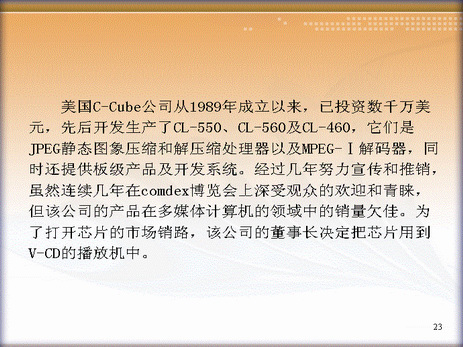 美国C-Cube公司从1989年成立以来，已投资数千万美
元，先后开发生产了CL-550、CL-560及CL-460，它们是
JPEG静态图象压缩和解压缩处理器以及MPEG-Ⅰ解码器，同
时还提供板级产品及开发系统。经过几年努力宣传和推销，
虽然连续几年在comdex博览会上深受观众的欢迎和青睐，
但该公司的产品在多媒体计算机的领域中的销量欠佳。为
了打开芯片的市场销路，该公司的董事长决定把芯片用到
V-CD的播放机中。
23